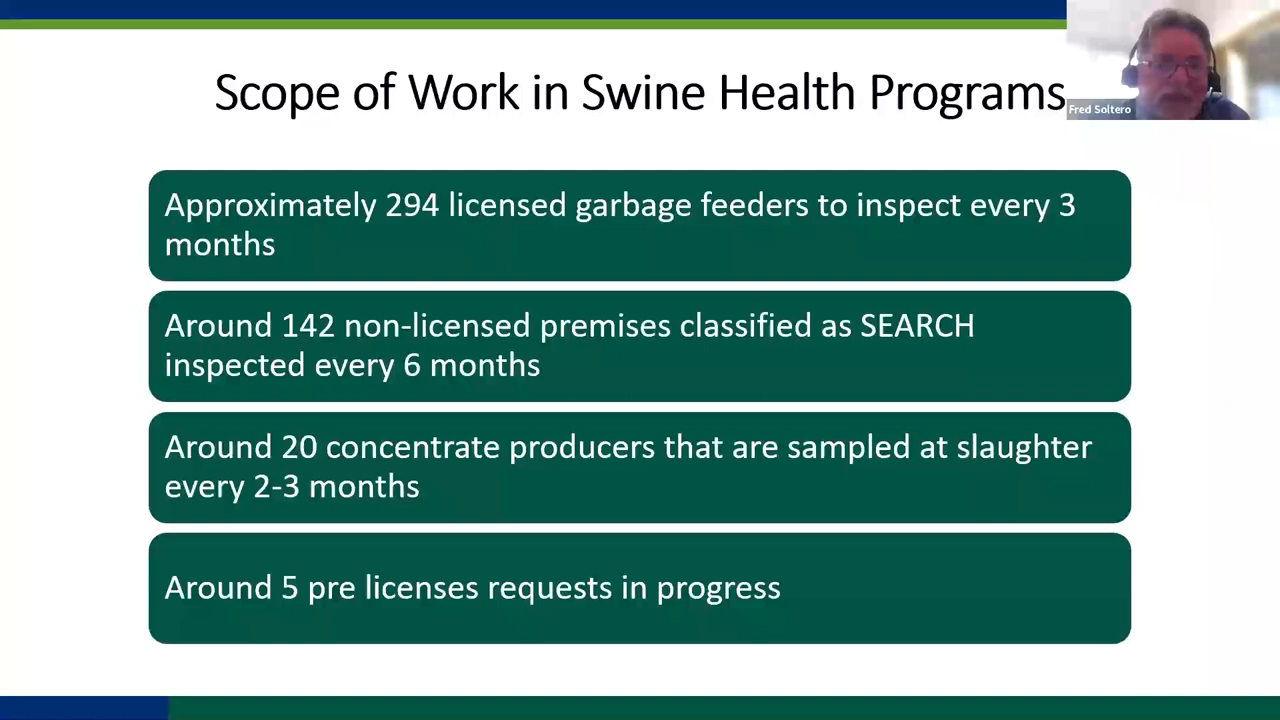 Scope of Work in Swine Health Programs
Fred Soltero
Approximately 294 licensed garbage feeders to inspect every 3
months
Around 142 non-licensed premises classified as SEARCH
inspected every 6 months
Around 20 concentrate producers that are sampled at slaughter
every 2-3 months
Around 5 pre licenses requests in progress